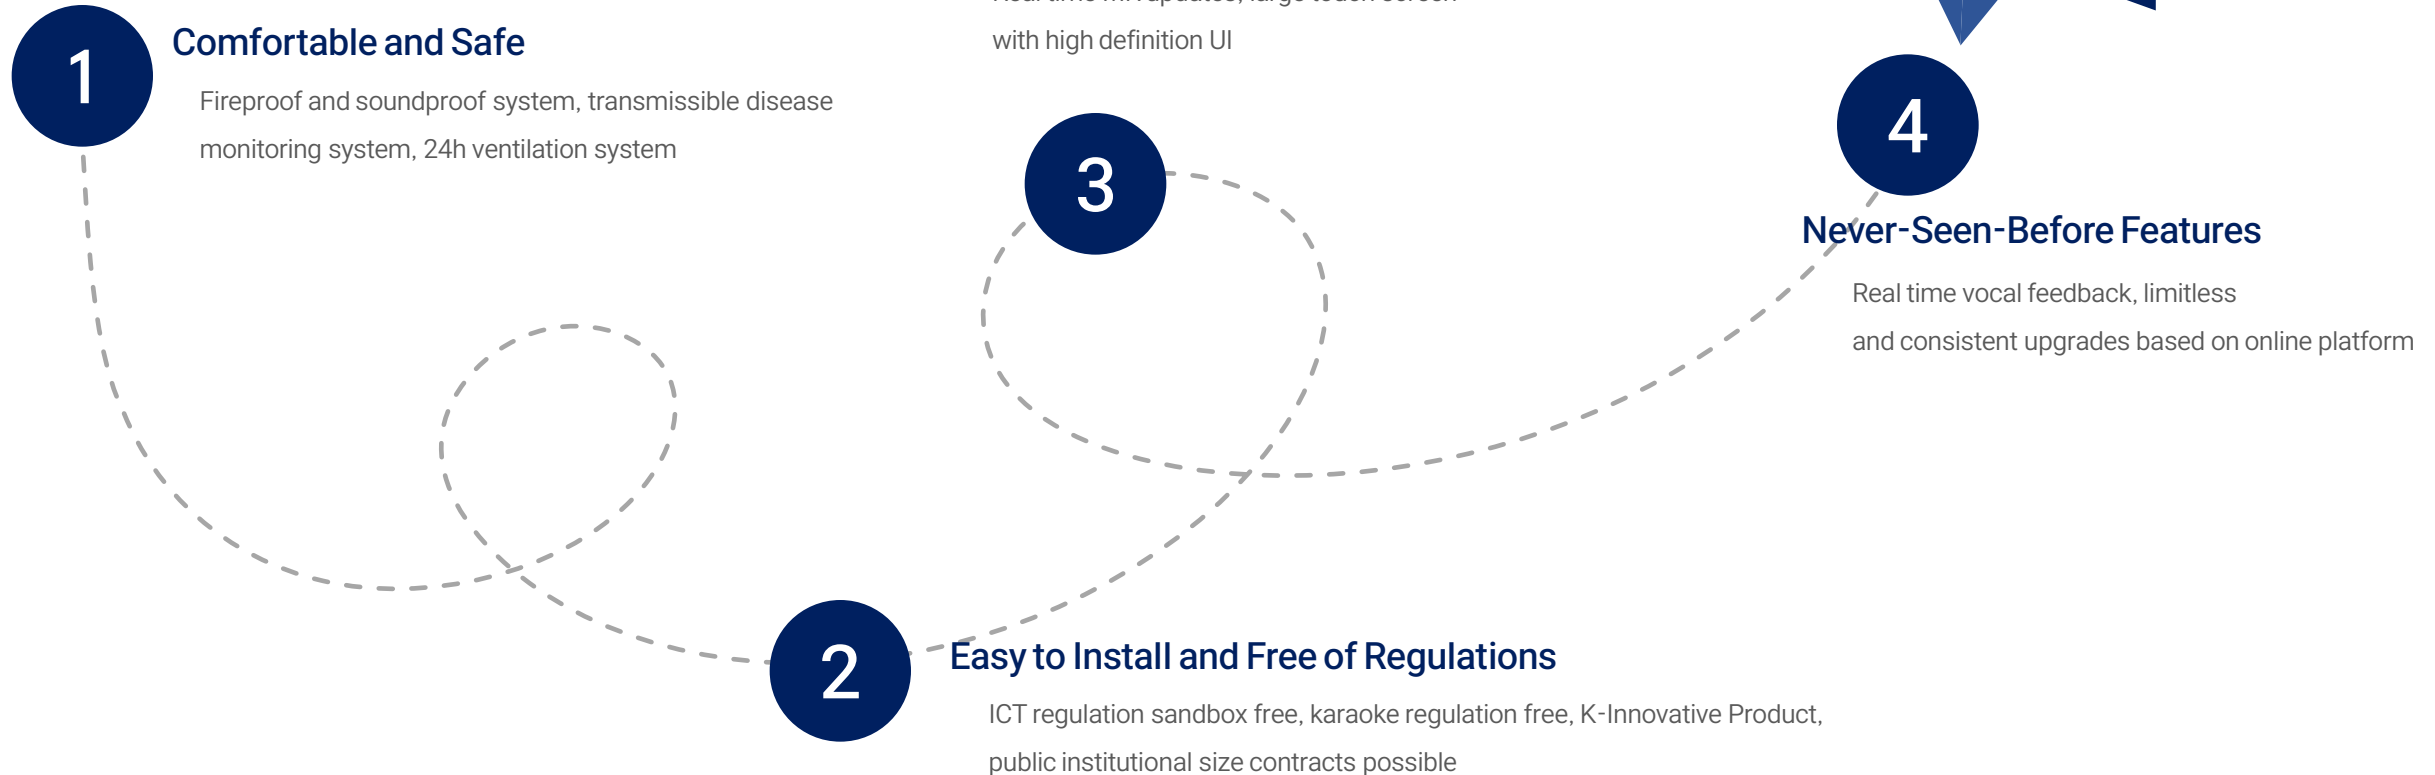 1
Comfortable and Safe
Fireproof and soundproof system, transmissible disease
monitoring system, 24h ventilation system
with high definition UI
3
4
Never-Seen-Before Features
Real time vocal feedback, limitless
and consistent upgrades based on online platform
2
Easy to Install and Free of Regulations
ICT regulation sandbox free, karaoke regulation free, K-Innovative Product,
public institutional size contracts possible